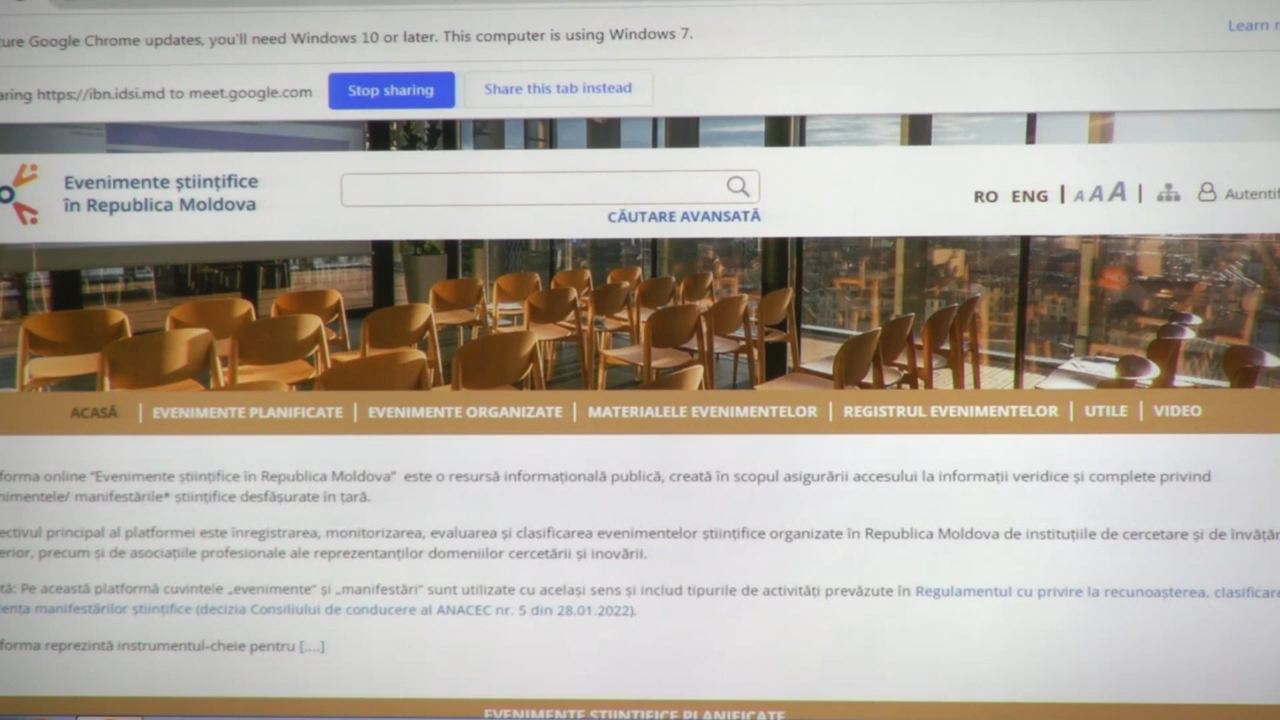 ure Google Chrome updates, you'll need Windows 10 or later. This computer is using Windows 7.
Learn
aring https://ibn.idsi.md to meet.google.com
Stop sharing
Share this tab instead
Evenimente științifice
în Republica Moldova
CĂUTARE AVANSATĂ
RO ENG | A A A |
Autentif
ACASĂ | EVENIMENTE PLANIFICATE | EVENIMENTE ORGANIZATE | MATERIALELE EVENIMENTELOR | REGISTRUL EVENIMENTELOR | UTILE | VIDEO
forma online "Evenimente științifice în Republica Moldova" este o resursă informațională publică, creată în scopul asigurării accesului la informații veridice și complete privind
nimentele/ manifestările* științifice desfășurate în țară.
ectivul principal al platformei este înregistrarea, monitorizarea, evaluarea și clasificarea evenimentelor științifice organizate în Republica Moldova de instituțiile de cercetare și de învățăr
erior, precum și de asociațiile profesionale ale reprezentanților domeniilor cercetării și inovării.
tă: Pe această platformă cuvintele „evenimente” și „manifestări” sunt utilizate cu același sens și includ tipurile de activități prevăzute în Regulamentul cu privire la recunoașterea, clasificare
dența manifestărilor științifice (decizia Consiliului de conducere al ANACEC nr. 5 din 28.01.2022).
forma reprezintă instrumentul-cheie pentru [....]
EVENIMENTE ȘTIINȚIFICE PLANIFICATE